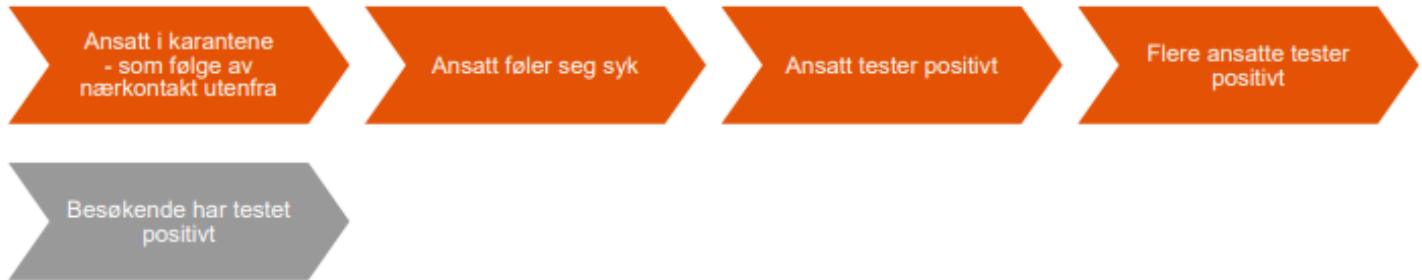 Ansatt i karantene
- som følge av
nærkontakt utenfra
Ansatt føler seg syk
Ansatt tester positivt
Flere ansatte tester
positivt
Besøkende har testet
positivt